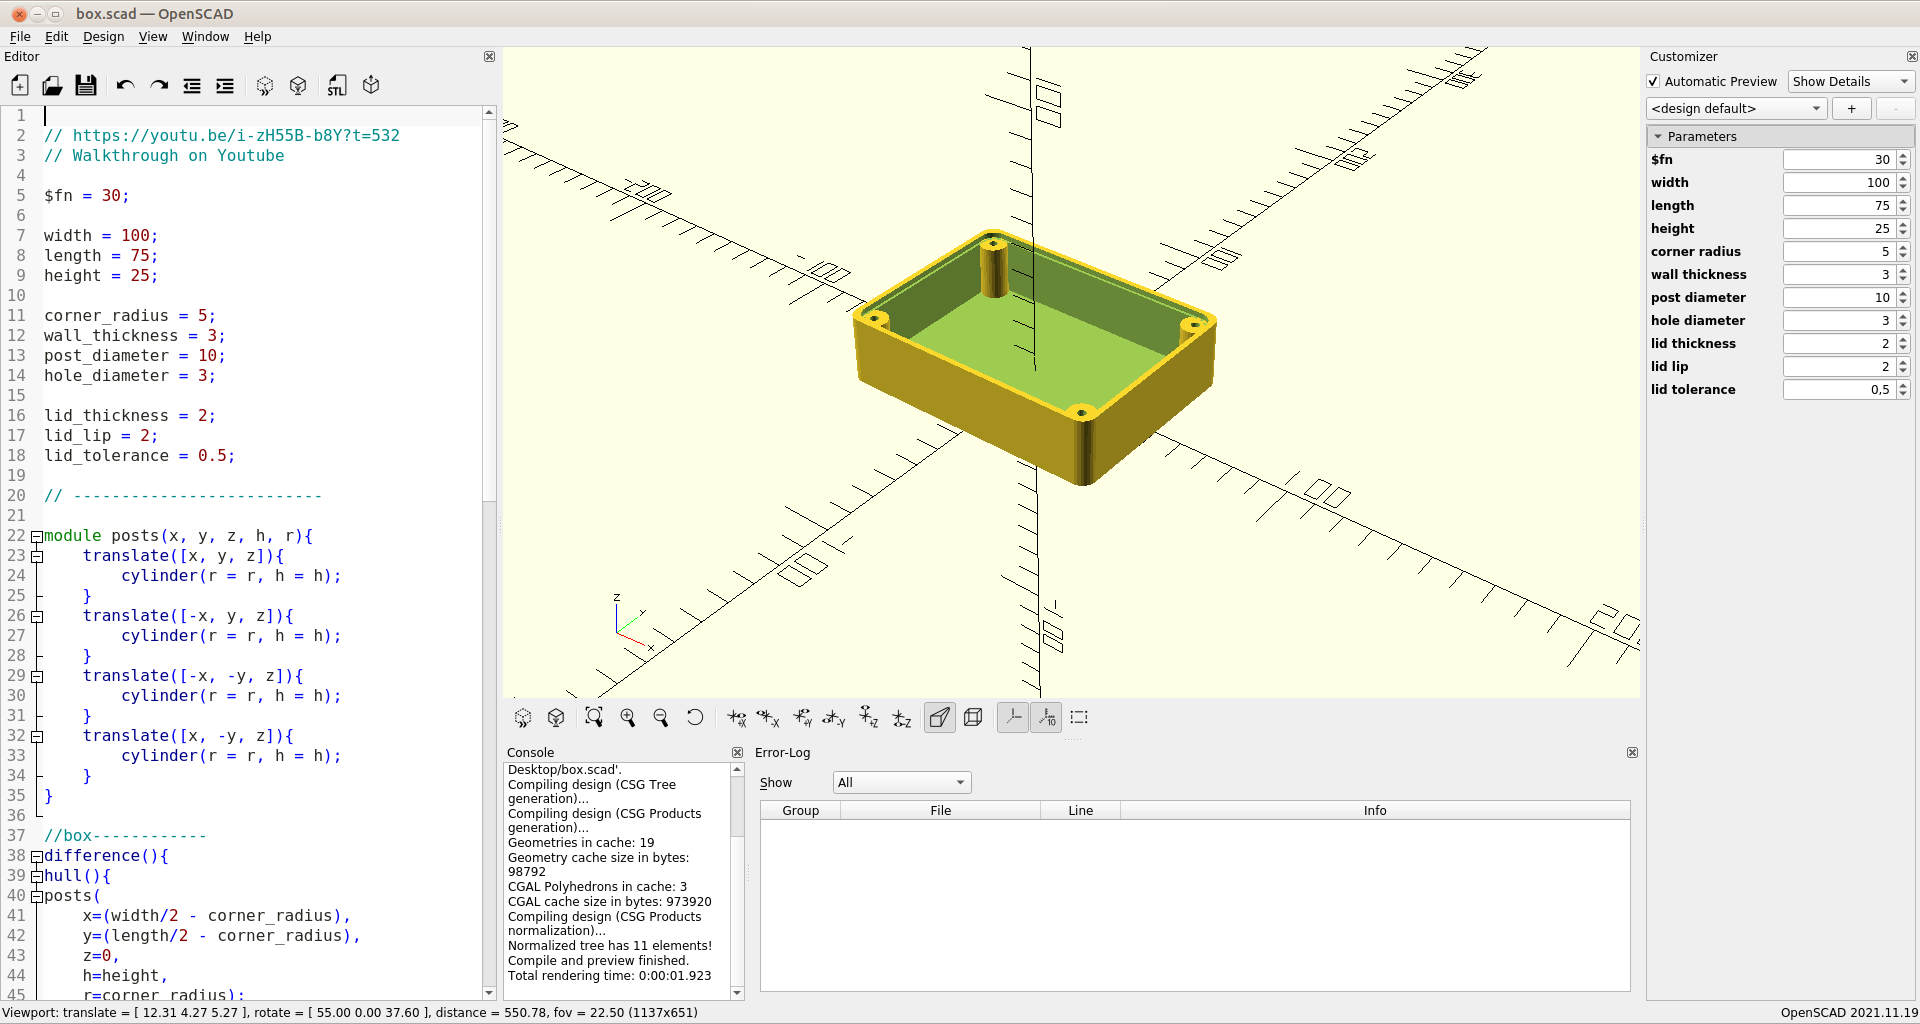 box.scad — OpenSCAD
File Edit Design View Window Help
Editor
STL
1
2 // https://youtu.be/i-zH55B-b8Y?t=532
3 // Walkthrough on Youtube
4
5 $fn = 30;
6
7 width = 100;
8 length = 75;
9 height = 25;
10
11 corner_radius = 5;
12 wall_thickness = 3;
13 post_diameter = 10;
14 hole_diameter = 3;
15
16 lid_thickness = 2;
17 lid_lip = 2;
18 lid_tolerance = 0.5;
19
20 // --------------------------
21
22 module posts(x, y, z, h, r){
23 translate([x, y, z]){
24 cylinder(r = r, h = h);
25 }
26 translate([-x, y, z]){
27 cylinder(r = r, h = h);
28 }
29 translate([-x, -y, z]){
30 cylinder(r = r, h = h);
31 }
32 translate([x, -y, z]){
33 cylinder(r = r, h = h);
34 }
35 }
36
37 //box------------
38 difference(){
39 hull(){
40 posts(
41 x=(width/2 - corner_radius),
42 y=(length/2 - corner_radius),
43 z=0,
44 h=height,
45 r=corner_radius);
z
y
x
Console
Desktop/box.scad'.
Compiling design (CSG Tree
generation)...
Compiling design (CSG Products
generation)...
Geometries in cache: 19
Geometry cache size in bytes:
98792
CGAL Polyhedrons in cache: 3
CGAL cache size in bytes: 973920
Compiling design (CSG Products
normalization)...
Normalized tree has 11 elements!
Compile and preview finished.
Total rendering time: 0:00:01.923
Error-Log
Show All
Group File Line Info
Customizer
Automatic Preview Show Details
<design default> + -
Parameters
$fn 30
width 100
length 75
height 25
corner radius 5
wall thickness 3
post diameter 10
hole diameter 3
lid thickness 2
lid lip 2
lid tolerance 0,5
Viewport: translate = [ 12.31 4.27 5.27 ], rotate = [ 55.00 0.00 37.60 ], distance = 550.78, fov = 22.50 (1137x651)
OpenSCAD 2021.11.19